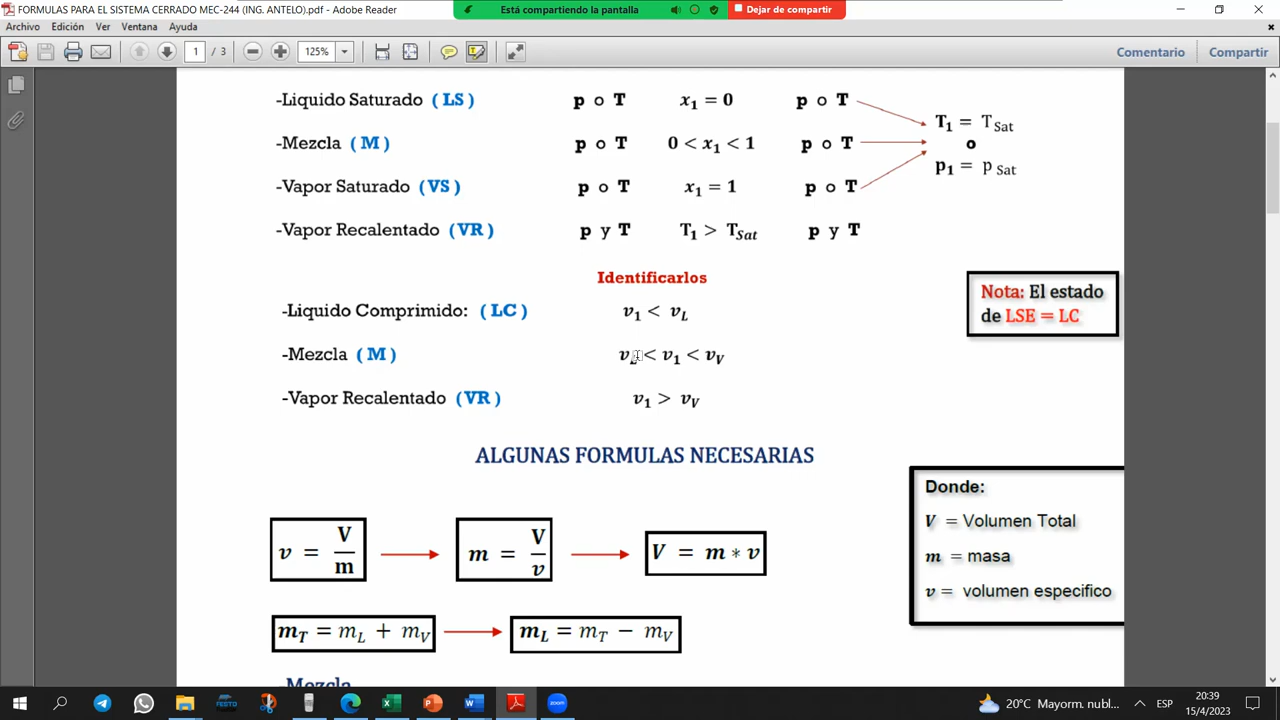 FORMULAS PARA EL SISTEMA CERRADO MEC-244 (ING. ANTELO).pdf - Adobe Reader
Está compartiendo la pantalla
Dejar de compartir
Archivo Edición Ver Ventana Ayuda
1 / 3 125% Comentario Compartir
-Liquido Saturado ( LS ) p o T x₁ = 0 p o T
T₁ = T Sat
-Mezcla ( M ) p o T 0 < x₁ < 1 p o T o
p₁ = p Sat
-Vapor Saturado ( VS ) p o T x₁ = 1 p o T
-Vapor Recalentado ( VR ) p y T T₁ > T Sat p y T
Identificarlos
-Liquido Comprimido: ( LC ) v₁ < v_L
Nota: El estado
de LSE = LC
-Mezcla ( M ) v_L < v₁ < v_V
-Vapor Recalentado ( VR ) v₁ > v_V
ALGUNAS FORMULAS NECESARIAS
v = V/m m = V/v V = m * v
Donde:
V = Volumen Total
m = masa
v = volumen especifico
m_T = m_L + m_V m_L = m_T − m_V
Mezcla
20°C Mayorm. nubl... ESP 20:39
15/4/2023